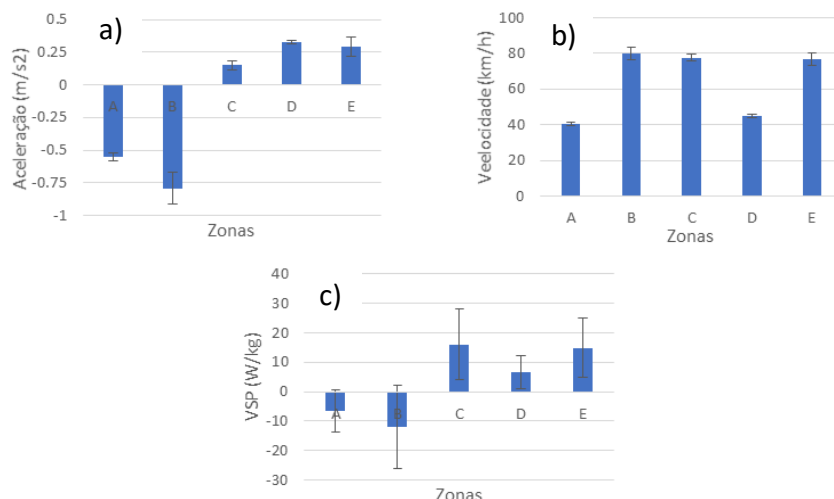 a)
Aceleração (m/s2)
0.5
0.25
0
-0.25
-0.5
-0.75
-1
A B C D E
Zonas
b)
Veelocidade (km/h)
100
80
60
40
20
0
A B C D E
Zonas
c)
VSP (W/kg)
40
30
20
10
0
-10
-20
-30
A B C D E
Zonas